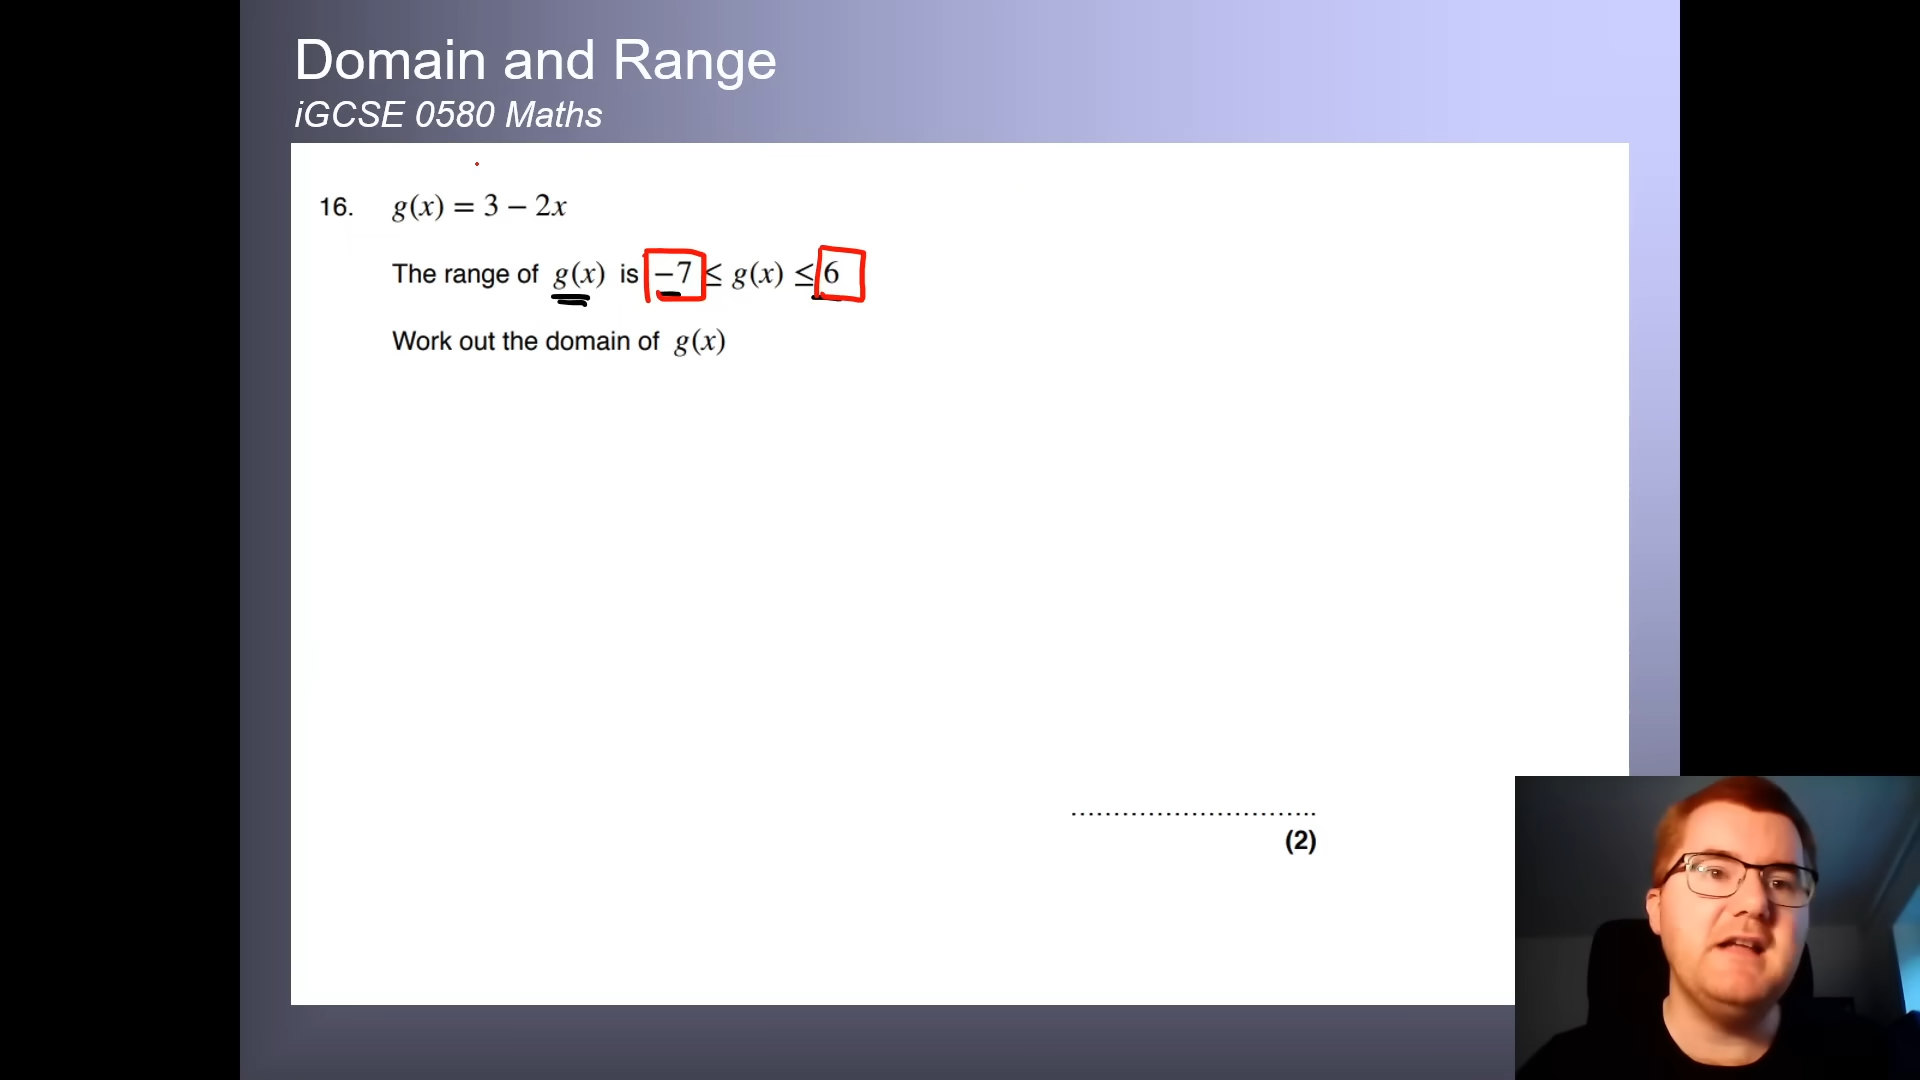 Domain and Range
iGCSE 0580 Maths
16. g(x) = 3 − 2x
The range of g(x) is −7 ≤ g(x) ≤ 6
Work out the domain of g(x)
................................
(2)